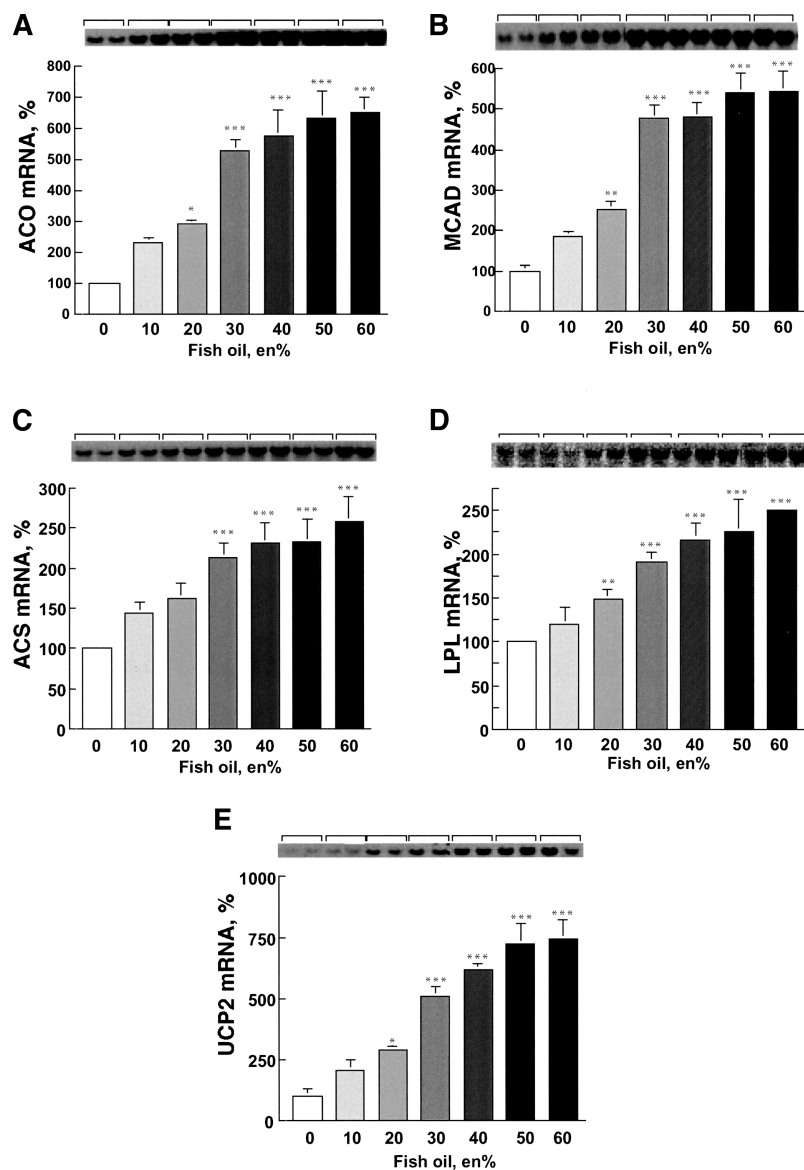 A
800
700
600
500
400
300
200
100
0
ACO mRNA, %
*
***
***
***
***
0 10 20 30 40 50 60
Fish oil, en%
B
600
500
400
300
200
100
0
MCAD mRNA, %
**
***
***
***
***
0 10 20 30 40 50 60
Fish oil, en%
C
300
250
200
150
100
50
0
ACS mRNA, %
***
***
***
***
0 10 20 30 40 50 60
Fish oil, en%
D
250
200
150
100
50
0
LPL mRNA, %
**
***
***
***
***
0 10 20 30 40 50 60
Fish oil, en%
E
1000
750
500
250
0
UCP2 mRNA, %
*
***
***
***
***
0 10 20 30 40 50 60
Fish oil, en%